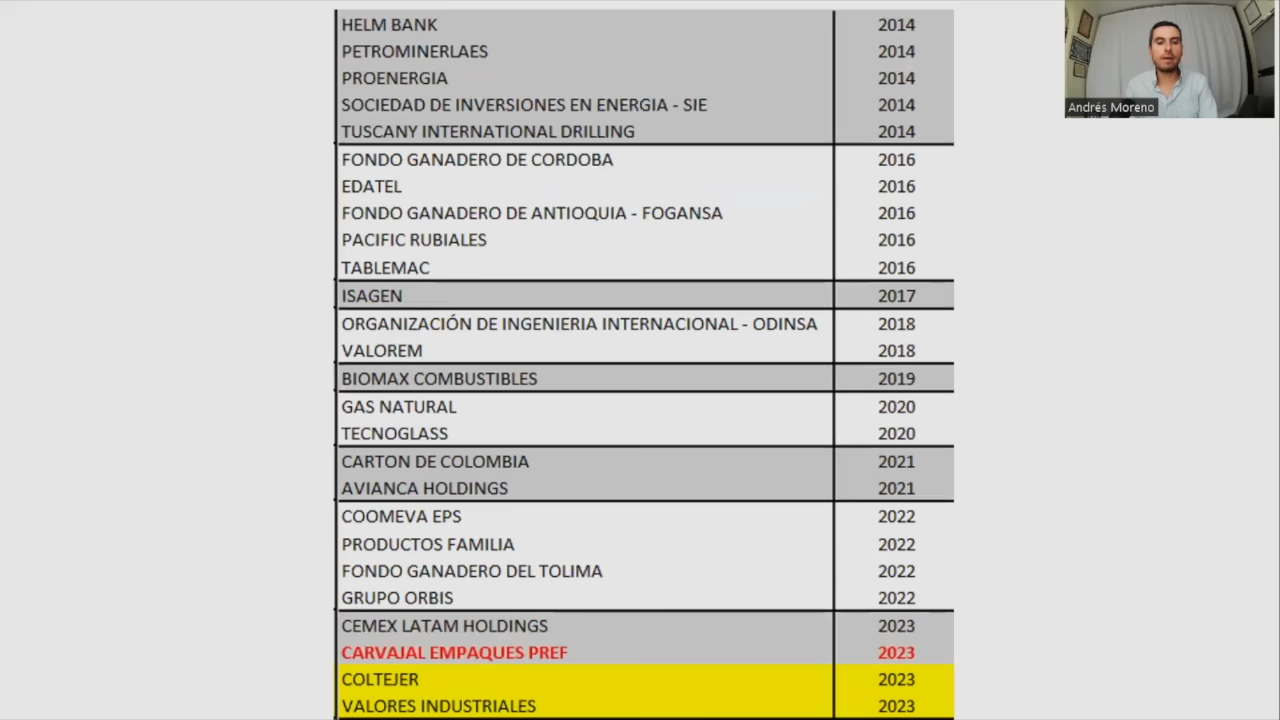 HELM BANK 2014
PETROMINERLAES 2014
PROENERGIA 2014
SOCIEDAD DE INVERSIONES EN ENERGIA - SIE 2014
TUSCANY INTERNATIONAL DRILLING 2014
FONDO GANADERO DE CORDOBA 2016
EDATEL 2016
FONDO GANADERO DE ANTIOQUIA - FOGANSA 2016
PACIFIC RUBIALES 2016
TABLEMAC 2016
ISAGEN 2017
ORGANIZACIÓN DE INGENIERIA INTERNACIONAL - ODINSA 2018
VALOREM 2018
BIOMAX COMBUSTIBLES 2019
GAS NATURAL 2020
TECNOGLASS 2020
CARTON DE COLOMBIA 2021
AVIANCA HOLDINGS 2021
COOMEVA EPS 2022
PRODUCTOS FAMILIA 2022
FONDO GANADERO DEL TOLIMA 2022
GRUPO ORBIS 2022
CEMEX LATAM HOLDINGS 2023
CARVAJAL EMPAQUES PREF 2023
COLTEJER 2023
VALORES INDUSTRIALES 2023
Andrés Moreno